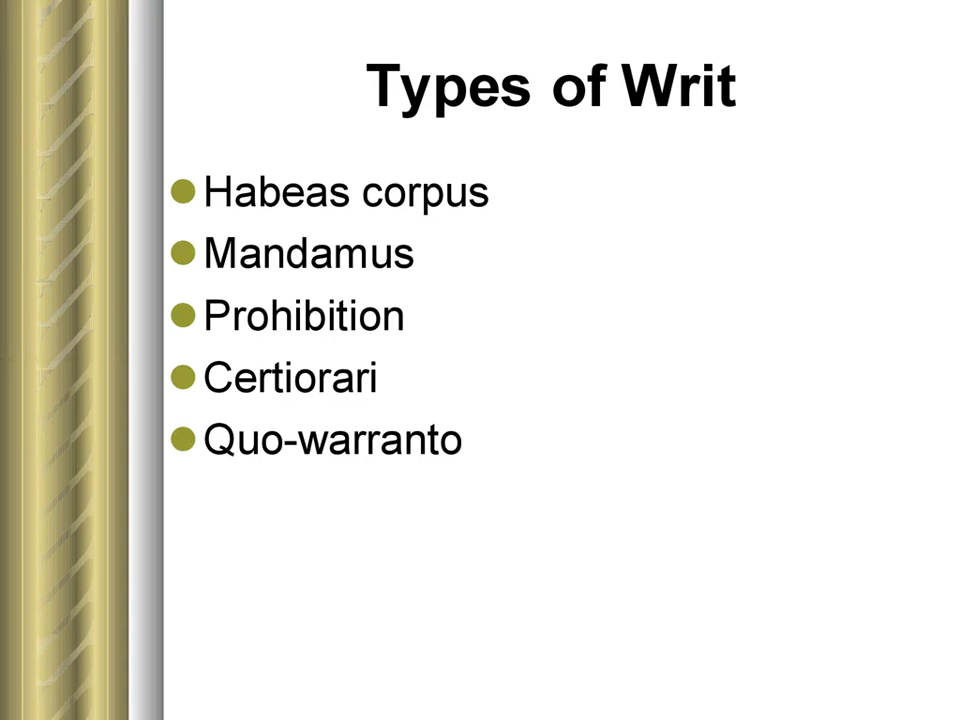 Types of Writ
Habeas corpus
Mandamus
Prohibition
Certiorari
Quo-warranto